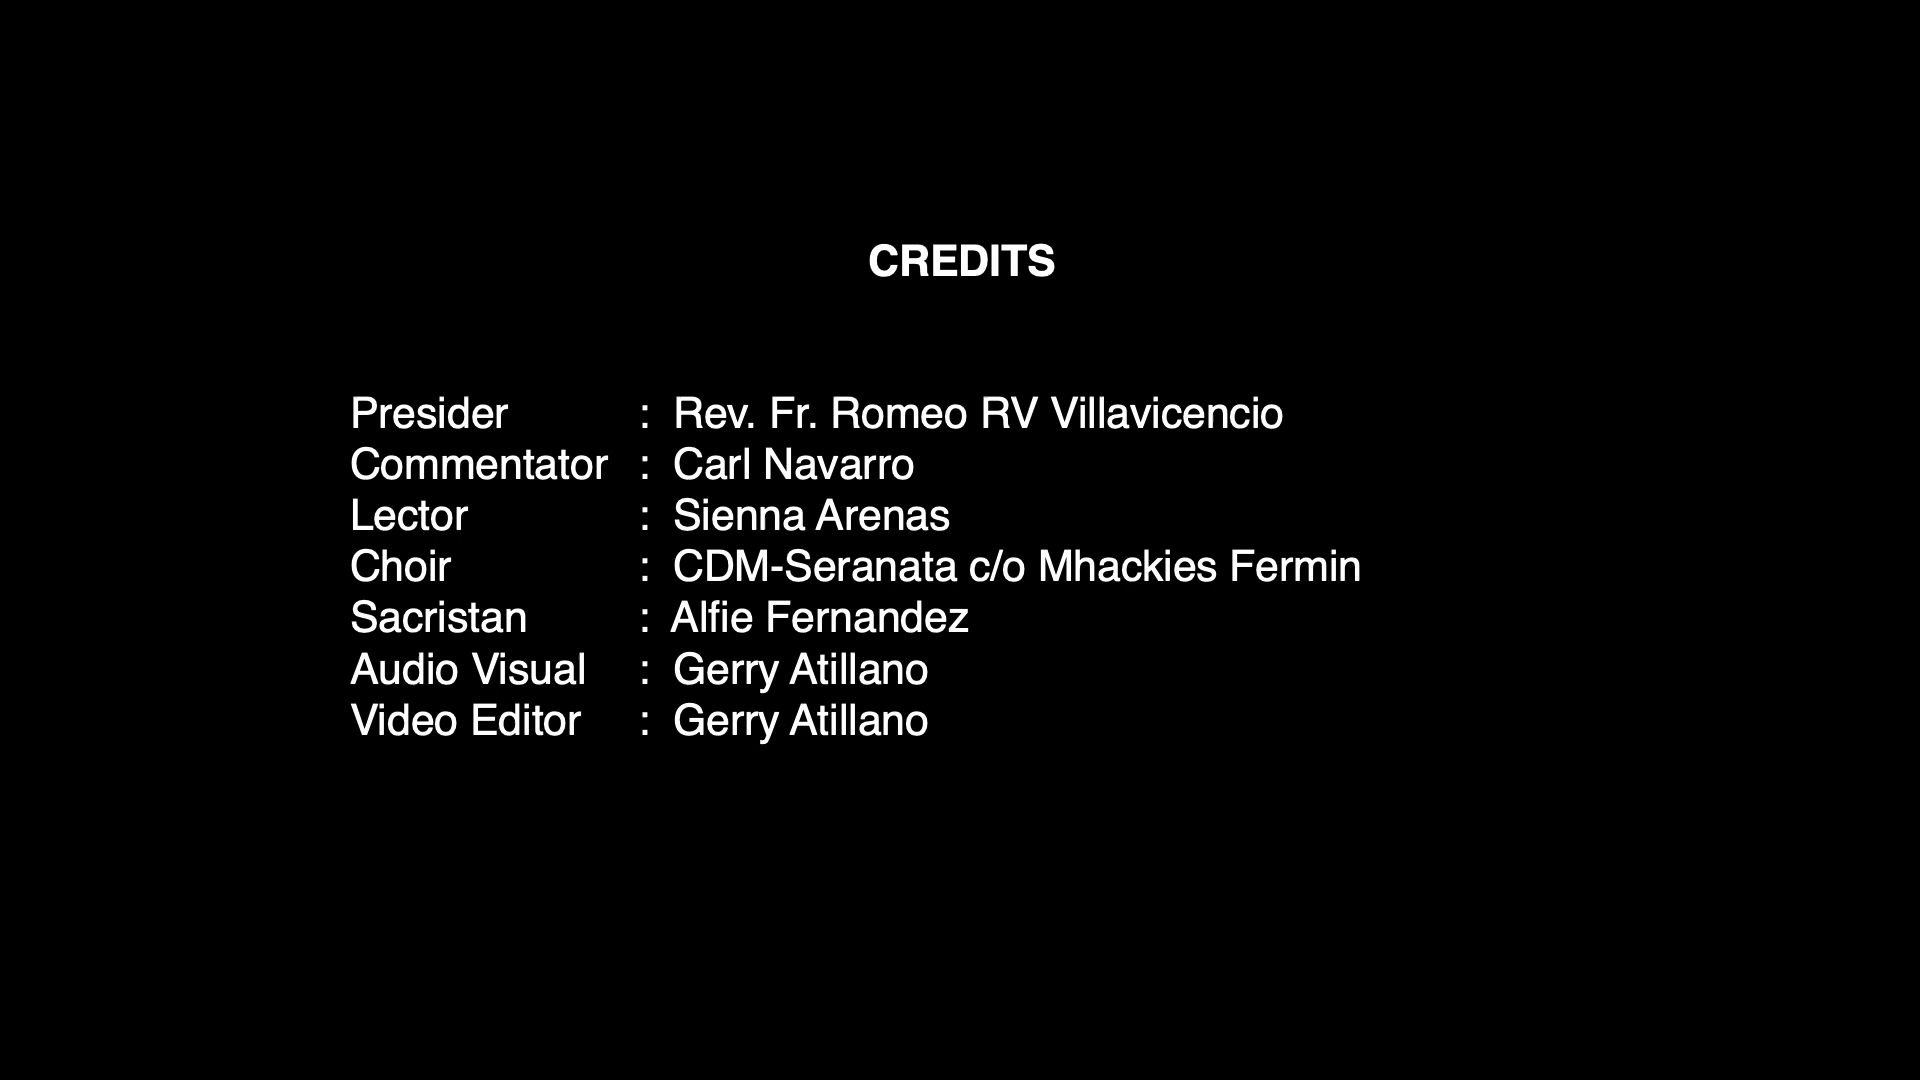 CREDITS
Presider : Rev. Fr. Romeo RV Villavicencio
Commentator : Carl Navarro
Lector : Sienna Arenas
Choir : CDM-Seranata c/o Mhackies Fermin
Sacristan : Alfie Fernandez
Audio Visual : Gerry Atillano
Video Editor : Gerry Atillano